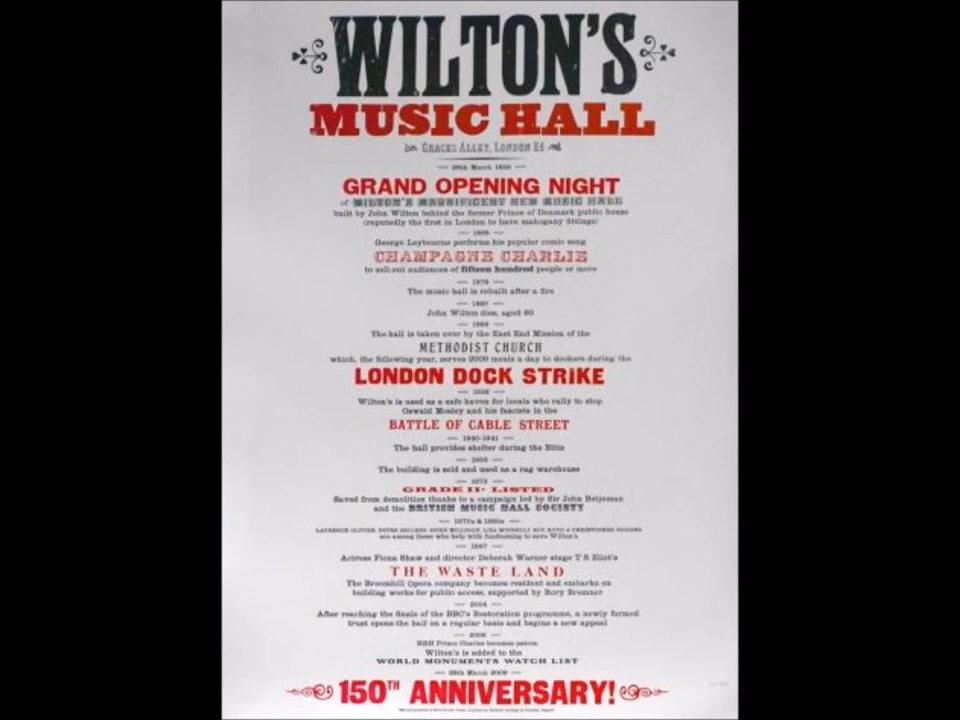 WILTON'S
MUSIC HALL
GRACES ALLEY, LONDON E1
28th March 1859
GRAND OPENING NIGHT
of WILTON'S MAGNIFICENT NEW MUSIC HALL
built by John Wilton behind the former Prince of Denmark public house
(reputedly the first in London to have mahogany fittings)
George Leybourne performs his popular comic song
CHAMPAGNE CHARLIE
to sell-out audiences of fifteen hundred people or more
The music hall is rebuilt after a fire
1880
John Wilton dies, aged 60
The hall is taken over by the East End Mission of the
METHODIST CHURCH
which, the following year, serves 2000 meals a day to dockers during the
LONDON DOCK STRIKE
1936
Wilton's is used as a safe haven for locals who rally to stop
Oswald Mosley and his fascists in the
BATTLE OF CABLE STREET
1940-1941
The hall provides shelter during the Blitz
1956
The building is sold and used as a rag warehouse
GRADE II* LISTED
Saved from demolition thanks to a campaign led by Sir John Betjeman
and the BRITISH MUSIC HALL SOCIETY
1970s & 1980s
LAURENCE OLIVIER, PETER SELLERS, SPIKE MILLIGAN, LIZA MINNELLI, ROY HUDD & CHRISTOPHER
are among those who help with fundraising to save Wilton's
1997
Actress Fiona Shaw and director Deborah Warner stage T S Eliot's
THE WASTE LAND
The Broomhill Opera company becomes resident and embarks on
building works for public access, supported by Rory Bremner
2004
After reaching the finals of the BBC's Restoration programme, a newly formed
trust opens the hall on a regular basis and begins a new appeal
HRH Prince Charles becomes patron
Wilton's is added to the
WORLD MONUMENTS WATCH LIST
28th March 2009
150TH ANNIVERSARY!